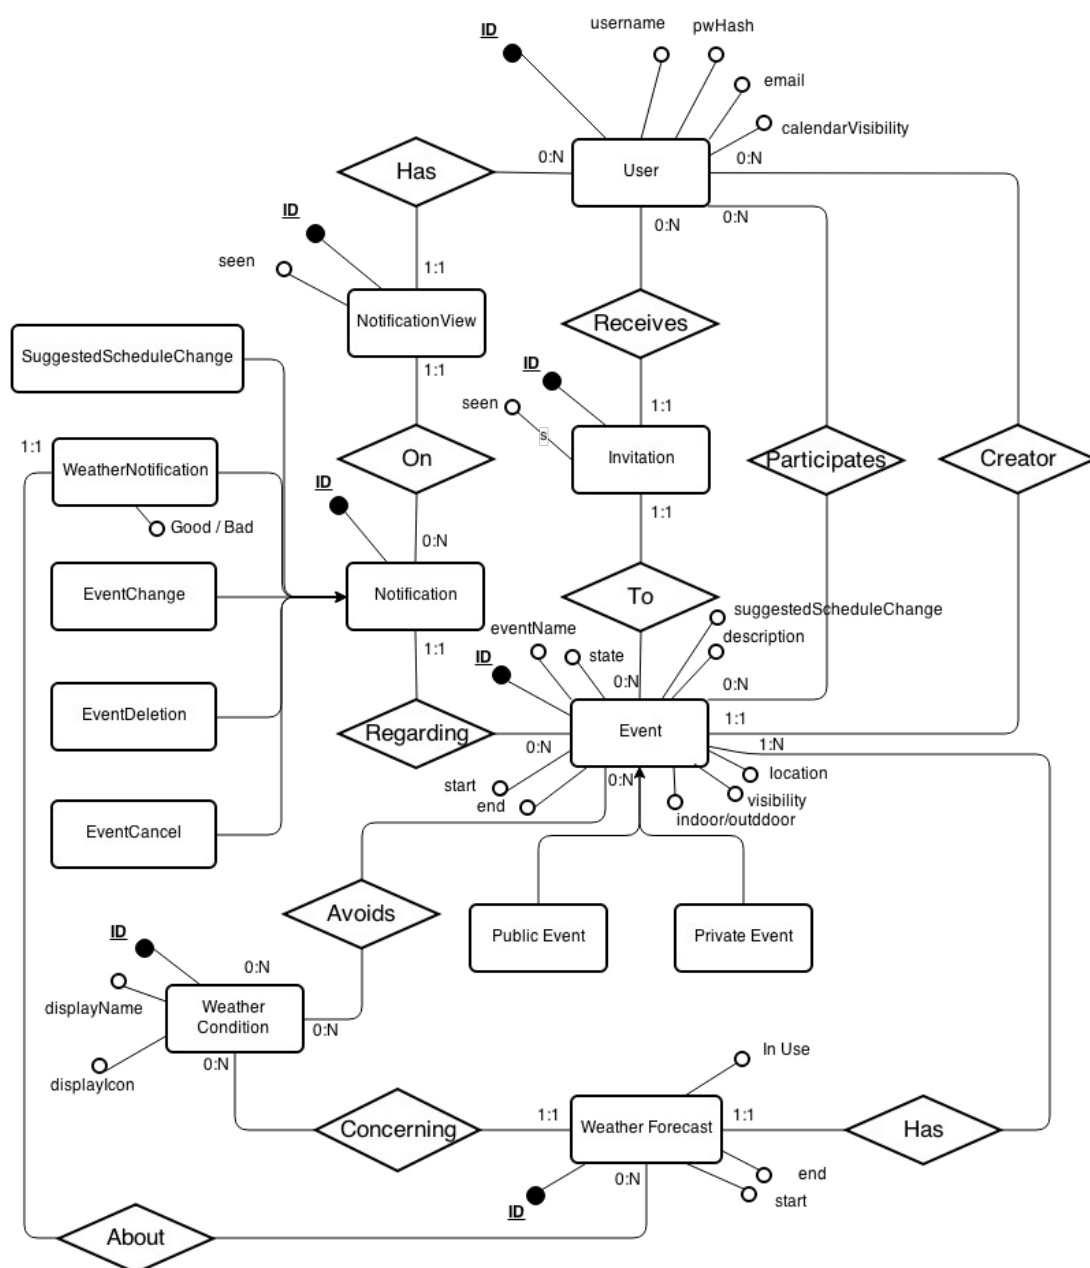 username
pwHash
ID
email
calendarVisibility
Has
0:N
User
0:N
ID
0:N
0:N
seen
1:1
NotificationView
Receives
SuggestedScheduleChange
1:1
ID
seen
1:1
s
1:1
WeatherNotification
On
Invitation
Participates
Creator
ID
Good / Bad
1:1
0:N
EventChange
Notification
To
suggestedScheduleChange
eventName
description
1:1
ID
state
0:N
0:N
EventDeletion
Regarding
Event
1:1
0:N
1:N
location
start
0:N
end
visibility
indoor/outddoor
EventCancel
Avoids
ID
Public Event
Private Event
0:N
displayName
Weather
Condition
0:N
0:N
In Use
displayIcon
Concerning
1:1
Weather Forecast
1:1
Has
0:N
end
start
ID
About